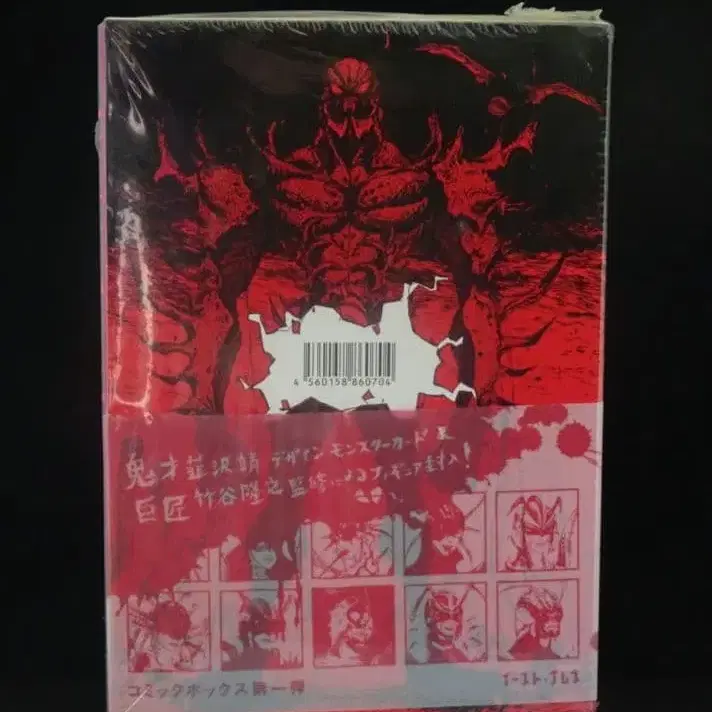 4 560158 860704
鬼才韮沢靖デザインモンスターカード&
巨匠竹谷隆之監修によるフィギュア封入!
コミックボックス第一弾
イースト・プレス